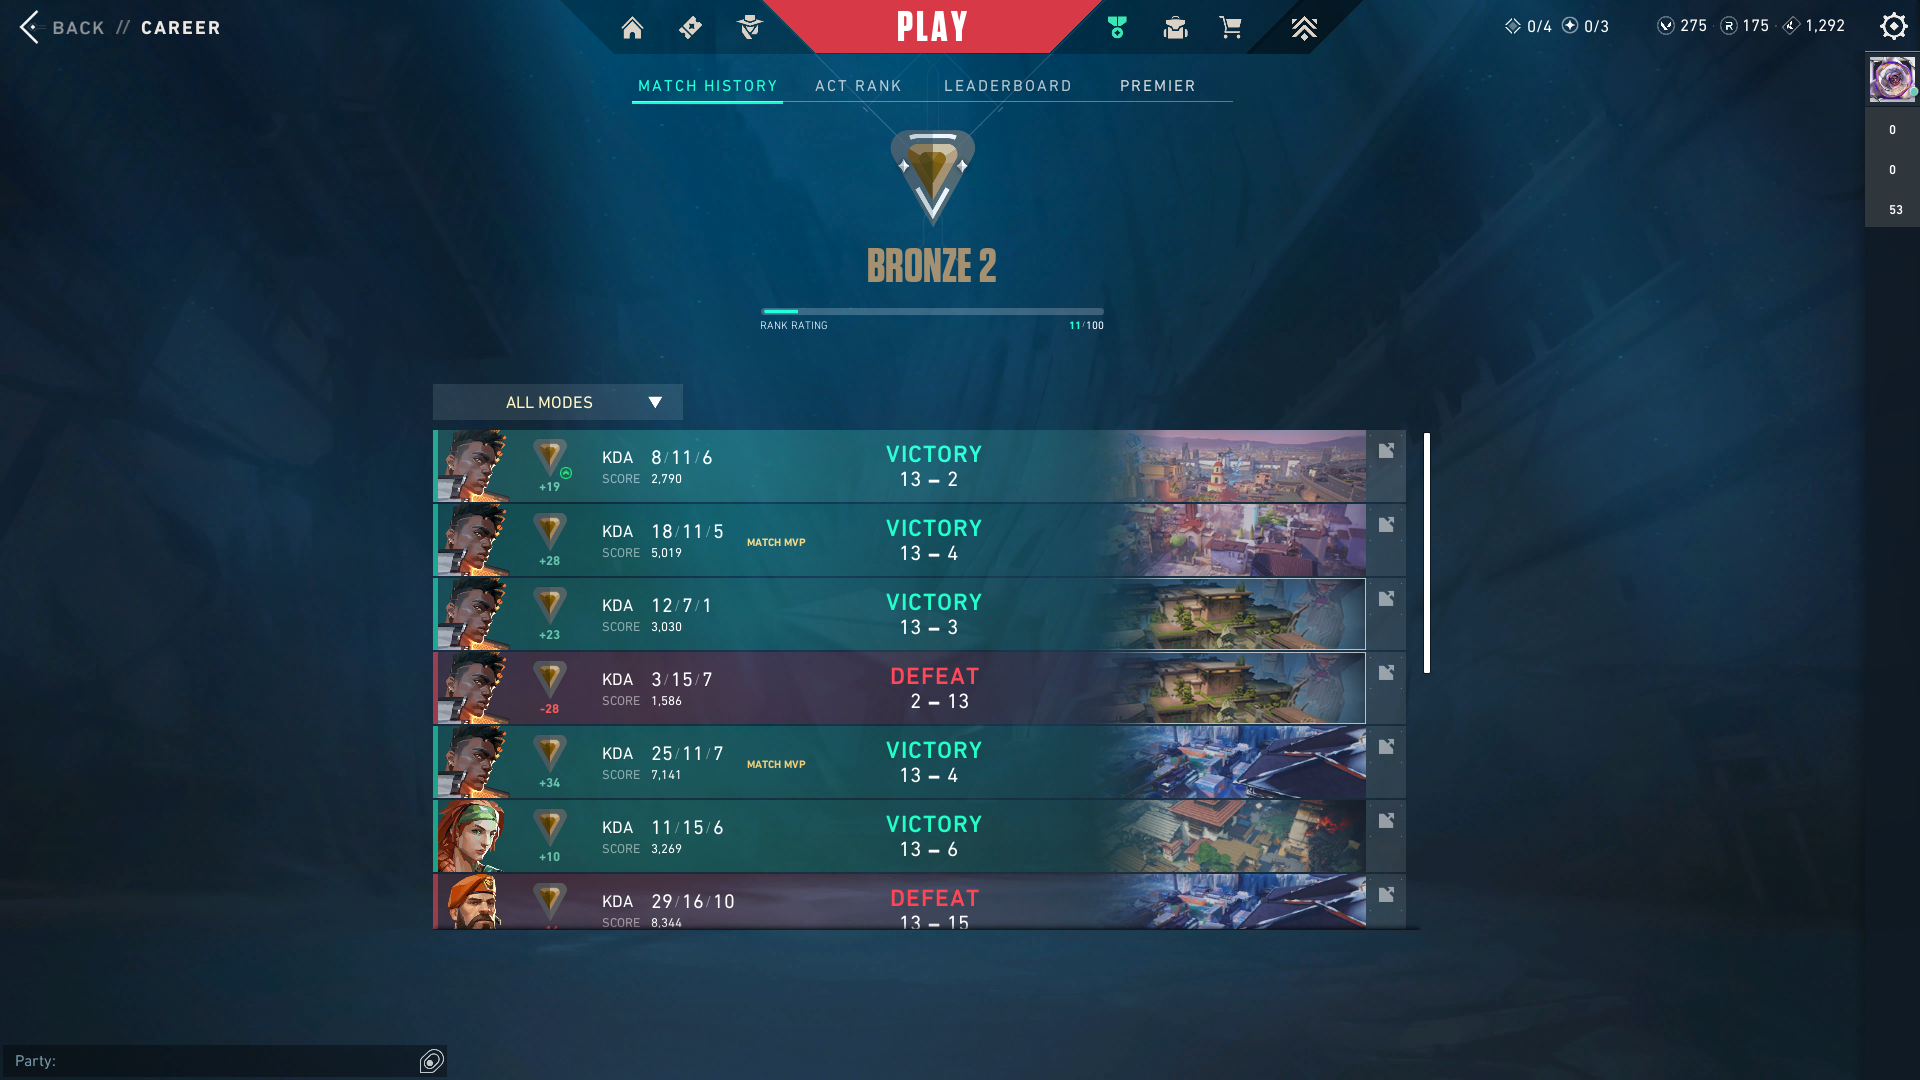 BACK // CAREER
PLAY
0/4 0/3 275 175 1,292
MATCH HISTORY ACT RANK LEADERBOARD PREMIER
0
0
53
BRONZE 2
RANK RATING 11/100
ALL MODES
KDA 8/11/6 VICTORY
+19 SCORE 2,790 13 – 2
KDA 18/11/5 VICTORY
+28 SCORE 5,019 MATCH MVP 13 – 4
KDA 12/7/1 VICTORY
+23 SCORE 3,030 13 – 3
KDA 3/15/7 DEFEAT
-28 SCORE 1,586 2 – 13
KDA 25/11/7 VICTORY
+34 SCORE 7,141 MATCH MVP 13 – 4
KDA 11/15/6 VICTORY
+10 SCORE 3,269 13 – 6
KDA 29/16/10 DEFEAT
SCORE 8,344 13 – 15
Party: